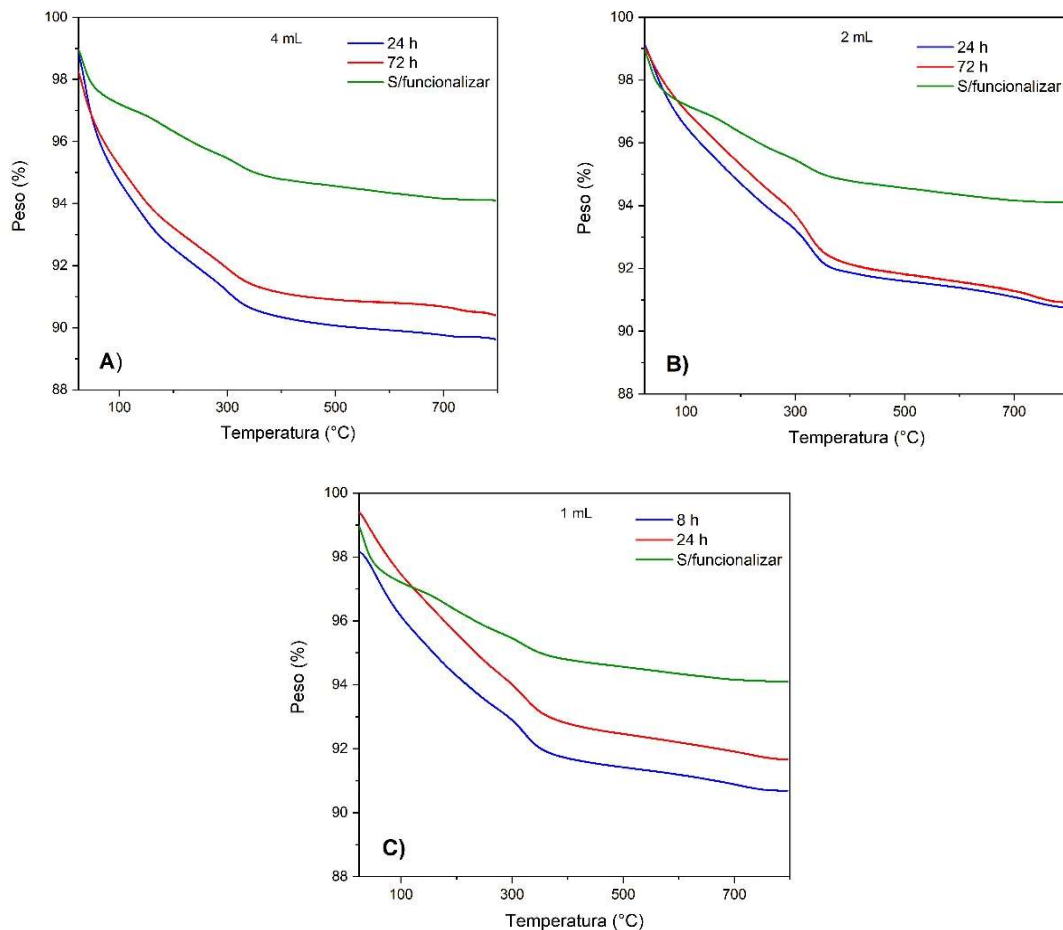 4 mL
24 h
72 h
S/funcionalizar
Peso (%)
100
98
96
94
92
90
88
A)
100
300
500
700
Temperatura (°C)
2 mL
24 h
72 h
S/funcionalizar
Peso (%)
100
98
96
94
92
90
88
B)
100
300
500
700
Temperatura (°C)
1 mL
8 h
24 h
S/funcionalizar
Peso (%)
100
98
96
94
92
90
88
C)
100
300
500
700
Temperatura (°C)